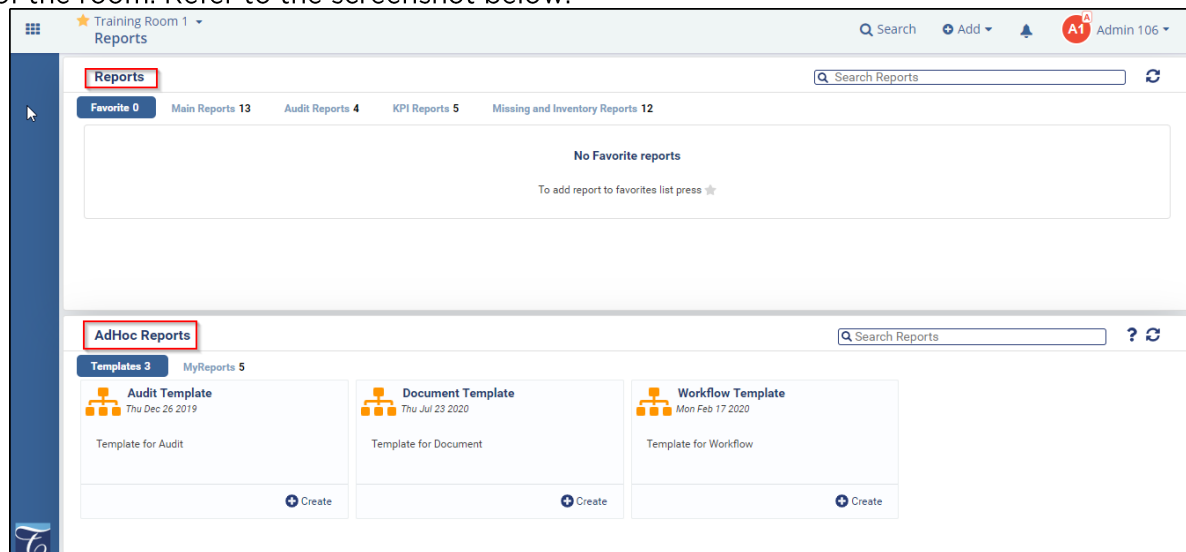 of the room. Refer to the screenshot below.
Training Room 1
Reports
Search
Add
A
A1
Admin 106
Reports
Search Reports
Favorite 0
Main Reports 13
Audit Reports 4
KPI Reports 5
Missing and Inventory Reports 12
No Favorite reports
To add report to favorites list press
AdHoc Reports
Search Reports
?
Templates 3
MyReports 5
Audit Template
Thu Dec 26 2019
Template for Audit
Create
Document Template
Thu Jul 23 2020
Template for Document
Create
Workflow Template
Mon Feb 17 2020
Template for Workflow
Create